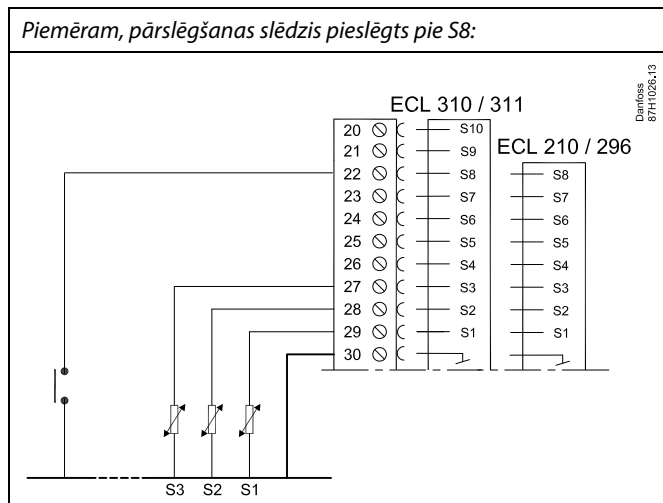 Piemēram, pārslēgšanas slēdzis pieslēgts pie S8:
Danfoss
87H1026.13
ECL 310 / 311
ECL 210 / 296
20 S10
21 S9
22 S8 S8
23 S7 S7
24 S6 S6
25 S5 S5
26 S4 S4
27 S3 S3
28 S2 S2
29 S1 S1
30
S3 S2 S1